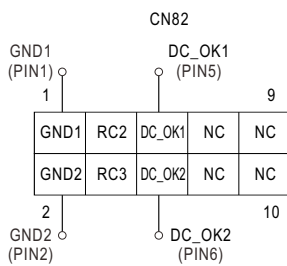 CN82
GND1 DC_OK1
(PIN1) (PIN5)
1 9
GND1 RC2 DC_OK1 NC NC
GND2 RC3 DC_OK2 NC NC
2 10
GND2 DC_OK2
(PIN2) (PIN6)